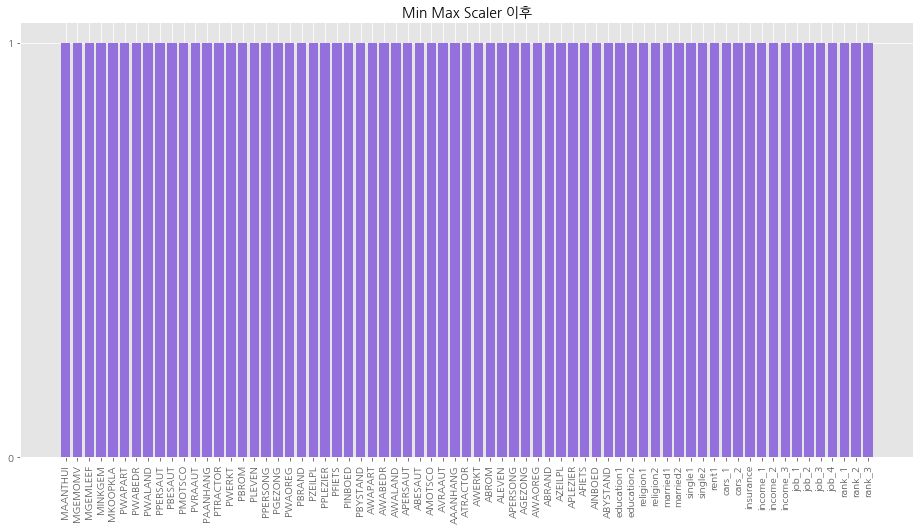 Min Max Scaler 이후
1
0
MAANTHUI
MGEMOMV
MGEMLEEF
MINKGEM
MKOOPKLA
PWAPART
PWABEDR
PWALAND
PPERSAUT
PBESAUT
PMOTSCO
PVRAAUT
PAANHANG
PTRACTOR
PWERKT
PBROM
PLEVEN
PPERSONG
PGEZONG
PWAOREG
PBRAND
PZEILPL
PPLEZIER
PFIETS
PINBOED
PBYSTAND
AWAPART
AWABEDR
AWALAND
APERSAUT
ABESAUT
AMOTSCO
AVRAAUT
AAANHANG
ATRACTOR
AWERKT
ABROM
ALEVEN
APERSONG
AGEZONG
AWAOREG
ABRAND
AZEILPL
APLEZIER
AFIETS
AINBOED
ABYSTAND
education1
education2
religion1
religion2
married1
married2
single1
single2
rent1
cars_1
cars_2
insurance
income_1
income_2
income_3
job_1
job_2
job_3
job_4
rank_1
rank_2
rank_3